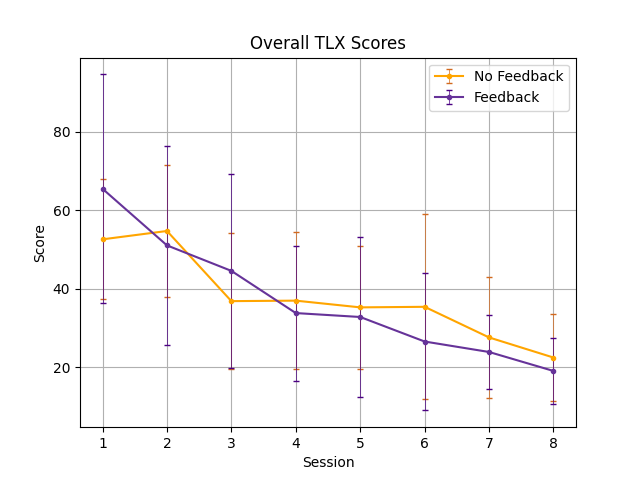 Overall TLX Scores
No Feedback
Feedback
Score
80
60
40
20
1 2 3 4 5 6 7 8
Session